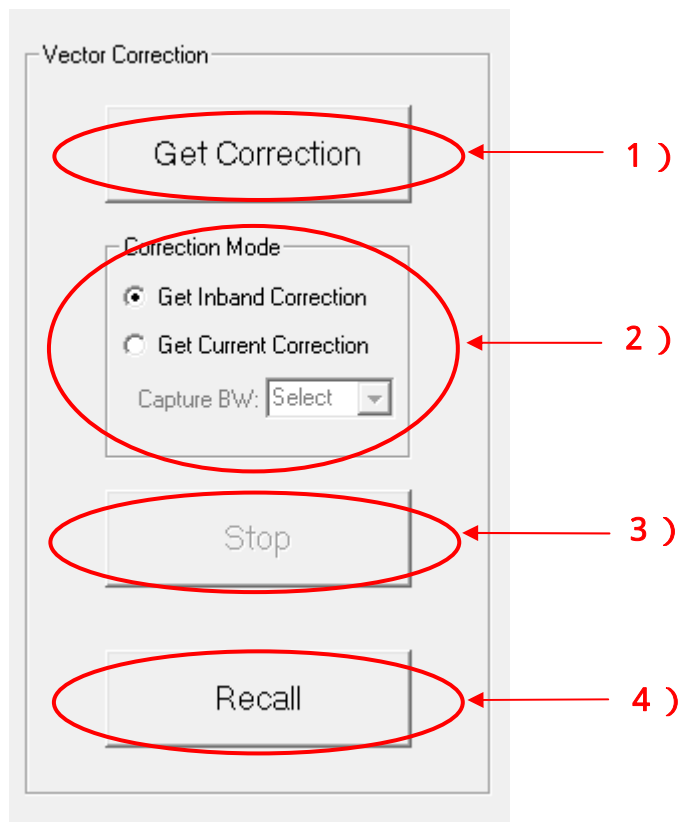 Vector Correction
Get Correction
1 )
Correction Mode
Get Inband Correction
Get Current Correction
2 )
Capture BW: Select
Stop
3 )
Recall
4 )